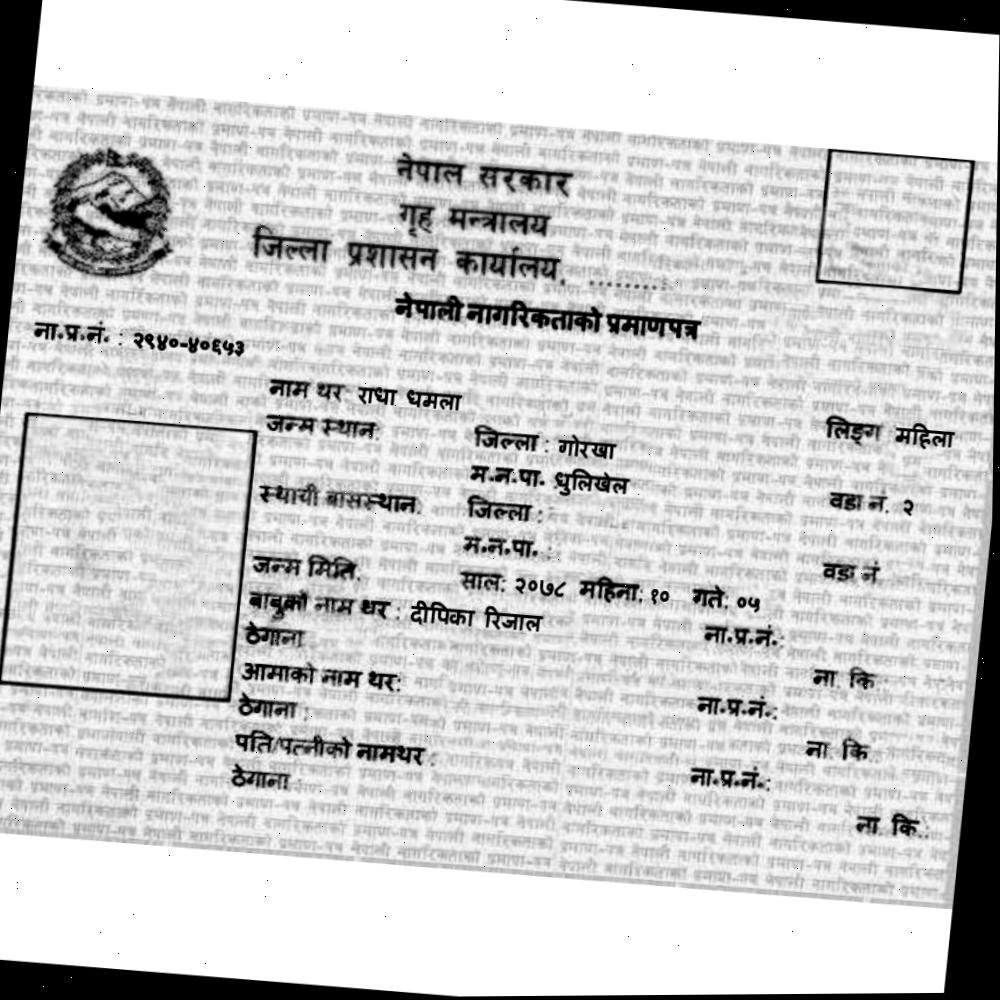 नेपाल सरकार
गृह मन्त्रालय
जिल्ला प्रशासन कार्यालय, .........
नेपाली नागरिकताको प्रमाणपत्र
ना.प्र.नं. : २९४०-४०६५३
नाम थर: राधा धमला लिङ्ग महिला
जन्म स्थान: जिल्ला : गोरखा
म.न.पा. धुलिखेल वडा नं. २
स्थायी बासस्थान: जिल्ला :
म.न.पा. : वडा नं
जन्म मिति: साल: २०७८ महिना: १० गते: ०५
बाबुको नाम थर : दीपिका रिजाल ना.प्र.नं.:
ठेगाना ना. कि
आमाको नाम थर: ना.प्र.नं.:
ठेगाना : ना. कि.
पति/पत्नीको नामथर : ना.प्र.नं.:
ठेगाना ना. कि.: